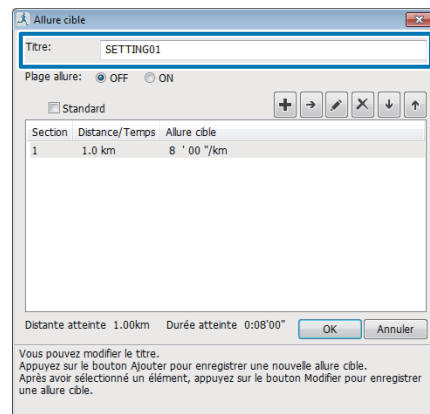 Allure cible
Titre: SETTING01
Plage allure: OFF ON
Standard
Section Distance/Temps Allure cible
1 1.0 km 8 ' 00 "/km
Distante atteinte 1.00km Durée atteinte 0:08'00" OK Annuler
Vous pouvez modifier le titre.
Appuyez sur le bouton Ajouter pour enregistrer une nouvelle allure cible.
Après avoir sélectionné un élément, appuyez sur le bouton Modifier pour enregistrer
une allure cible.